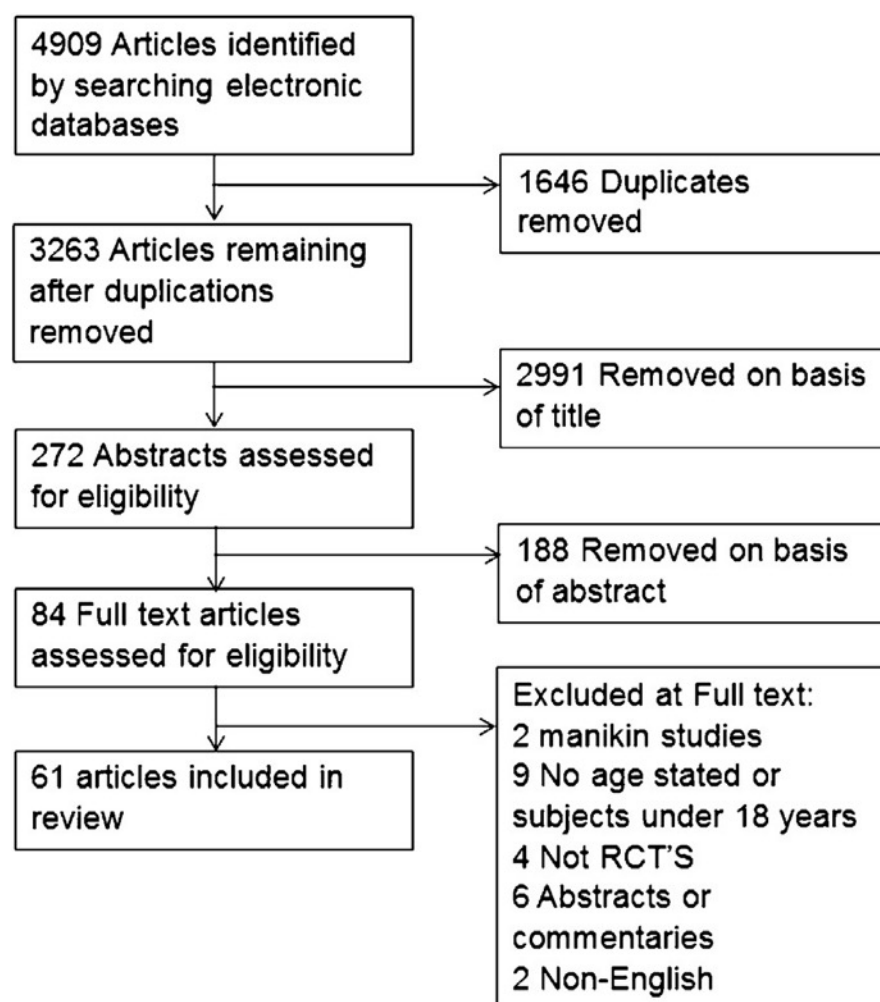 4909 Articles identified
by searching electronic
databases
1646 Duplicates
removed
3263 Articles remaining
after duplications
removed
2991 Removed on basis
of title
272 Abstracts assessed
for eligibility
188 Removed on basis
of abstract
84 Full text articles
assessed for eligibility
Excluded at Full text:
2 manikin studies
9 No age stated or
subjects under 18 years
4 Not RCT'S
6 Abstracts or
commentaries
2 Non-English
61 articles included in
review